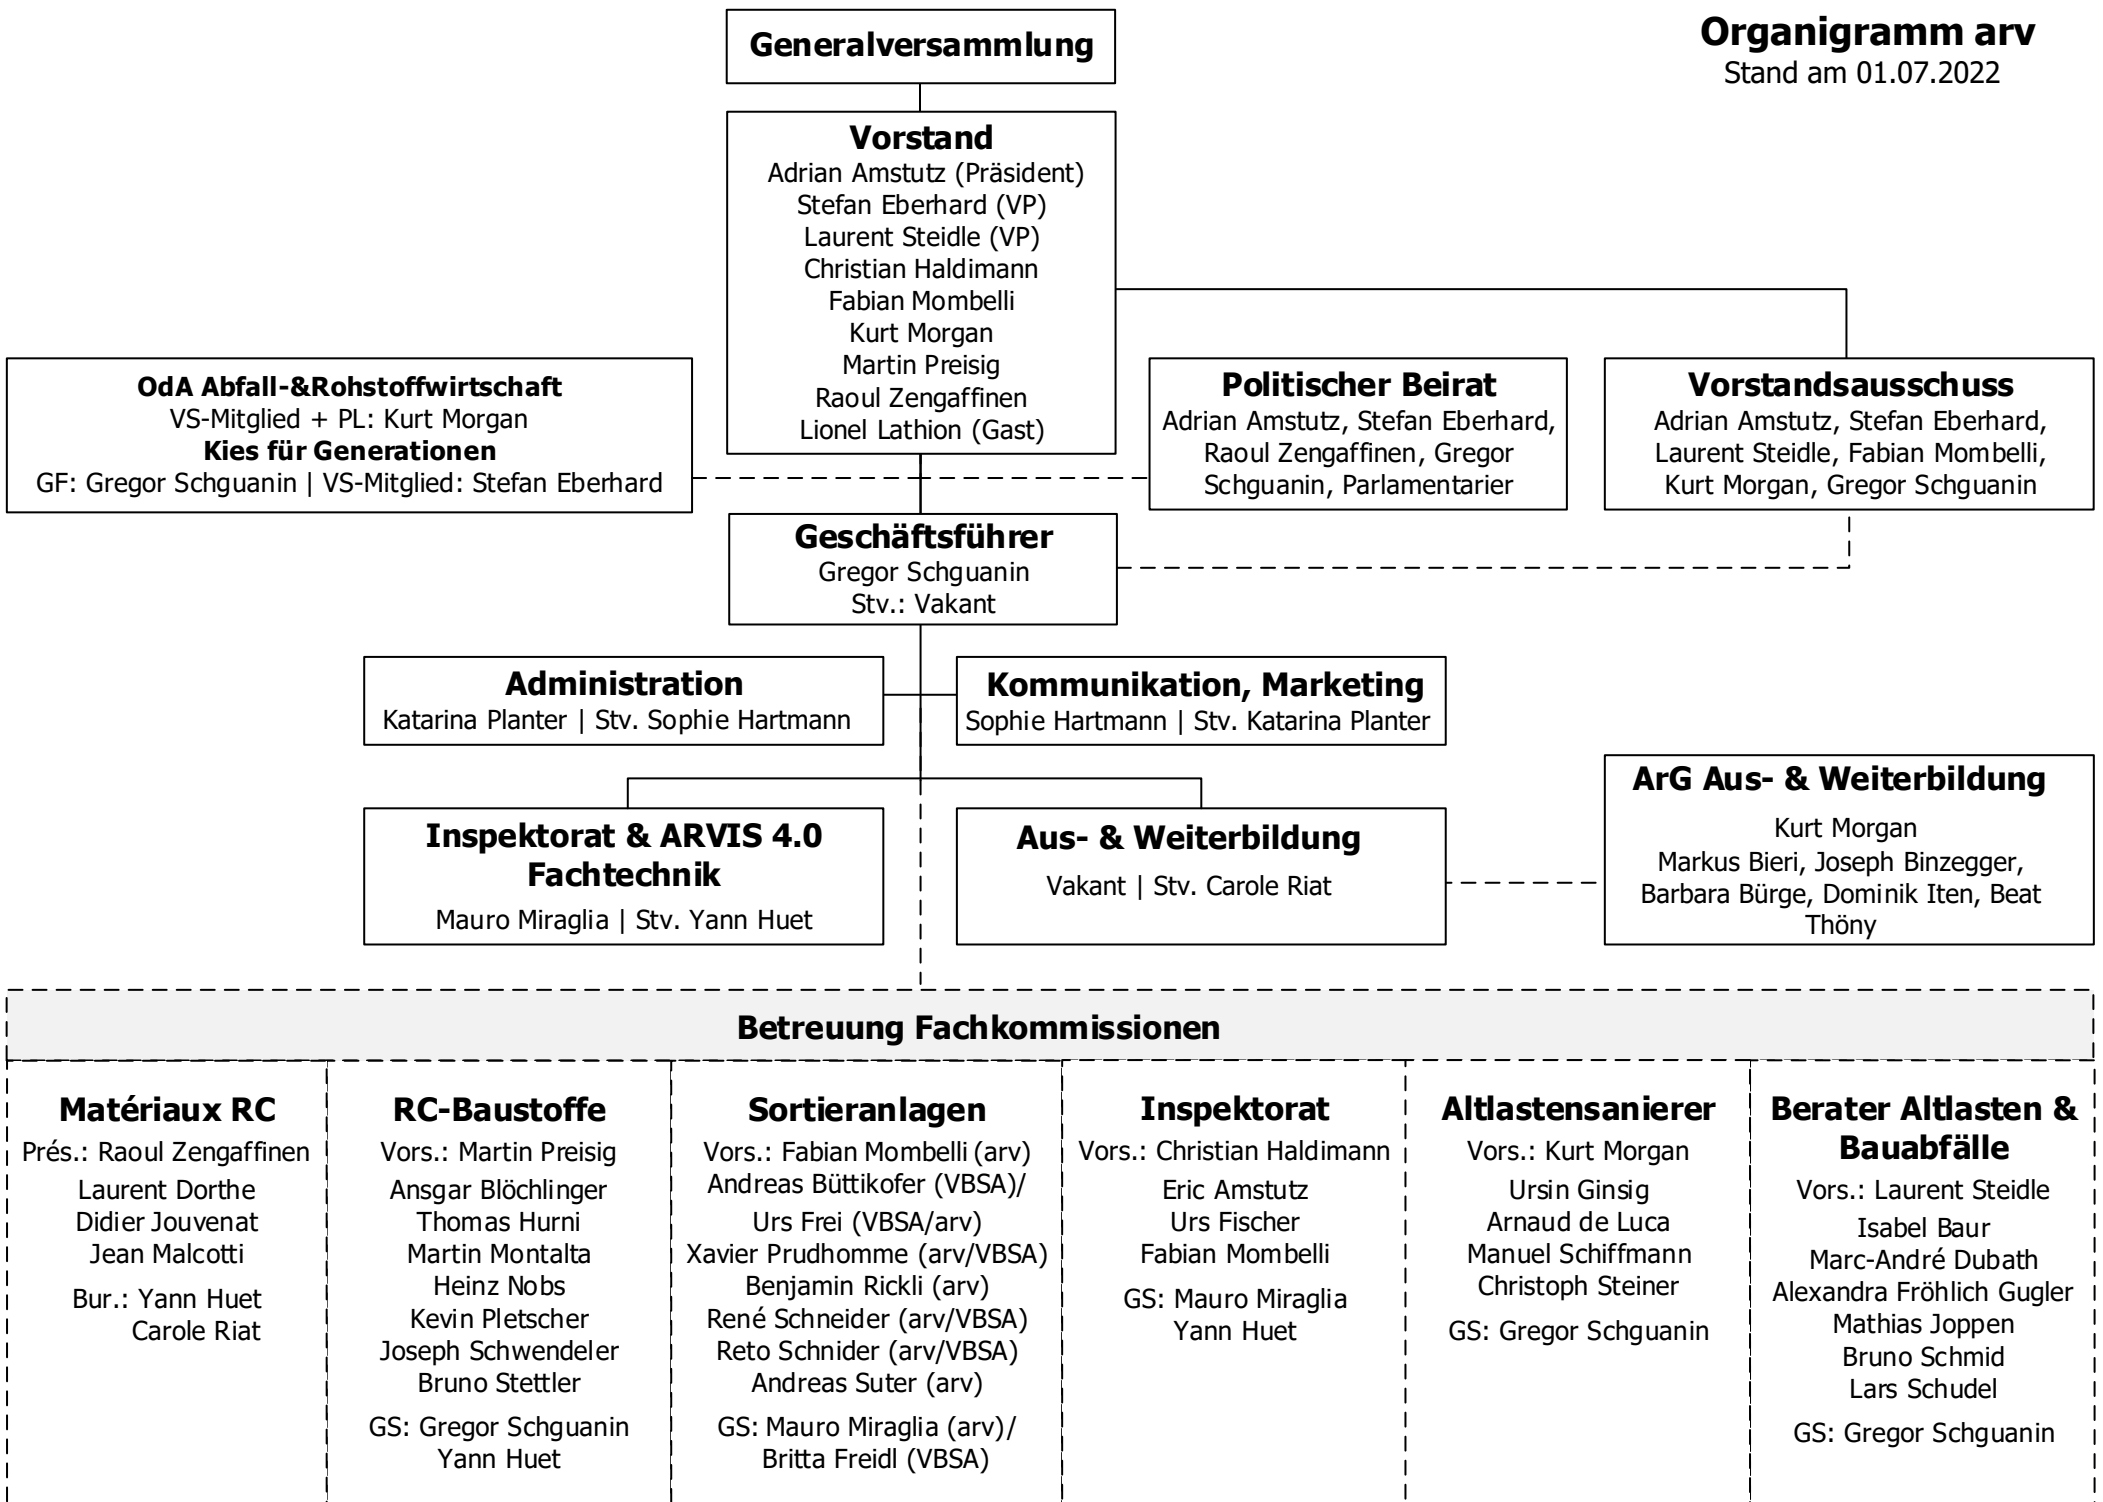 Organigramm arv
Stand am 01.07.2022
Generalversammlung
Vorstand
Adrian Amstutz (Präsident)
Stefan Eberhard (VP)
Laurent Steidle (VP)
Christian Haldimann
Fabian Mombelli
Kurt Morgan
Martin Preisig
Raoul Zengaffinen
Lionel Lathion (Gast)
OdA Abfall-&Rohstoffwirtschaft
VS-Mitglied + PL: Kurt Morgan
Kies für Generationen
GF: Gregor Schguanin | VS-Mitglied: Stefan Eberhard
Politischer Beirat
Adrian Amstutz, Stefan Eberhard,
Raoul Zengaffinen, Gregor
Schguanin, Parlamentarier
Vorstandsausschuss
Adrian Amstutz, Stefan Eberhard,
Laurent Steidle, Fabian Mombelli,
Kurt Morgan, Gregor Schguanin
Geschäftsführer
Gregor Schguanin
Stv.: Vakant
Administration
Katarina Planter | Stv. Sophie Hartmann
Kommunikation, Marketing
Sophie Hartmann | Stv. Katarina Planter
Inspektorat & ARVIS 4.0
Fachtechnik
Mauro Miraglia | Stv. Yann Huet
Aus- & Weiterbildung
Vakant | Stv. Carole Riat
ArG Aus- & Weiterbildung
Kurt Morgan
Markus Bieri, Joseph Binzegger,
Barbara Bürge, Dominik Iten, Beat
Thöny
Betreuung Fachkommissionen
Matériaux RC
Prés.: Raoul Zengaffinen
Laurent Dorthe
Didier Jouvenat
Jean Malcotti
Bur.: Yann Huet
Carole Riat
RC-Baustoffe
Vors.: Martin Preisig
Ansgar Blöchlinger
Thomas Hurni
Martin Montalta
Heinz Nobs
Kevin Pletscher
Joseph Schwendeler
Bruno Stettler
GS: Gregor Schguanin
Yann Huet
Sortieranlagen
Vors.: Fabian Mombelli (arv)
Andreas Büttikofer (VBSA)/
Urs Frei (VBSA/arv)
Xavier Prudhomme (arv/VBSA)
Benjamin Rickli (arv)
René Schneider (arv/VBSA)
Reto Schnider (arv/VBSA)
Andreas Suter (arv)
GS: Mauro Miraglia (arv)/
Britta Freidl (VBSA)
Inspektorat
Vors.: Christian Haldimann
Eric Amstutz
Urs Fischer
Fabian Mombelli
GS: Mauro Miraglia
Yann Huet
Altlastensanierer
Vors.: Kurt Morgan
Ursin Ginsig
Arnaud de Luca
Manuel Schiffmann
Christoph Steiner
GS: Gregor Schguanin
Berater Altlasten &
Bauabfälle
Vors.: Laurent Steidle
Isabel Baur
Marc-André Dubath
Alexandra Fröhlich Gugler
Mathias Joppen
Bruno Schmid
Lars Schudel
GS: Gregor Schguanin